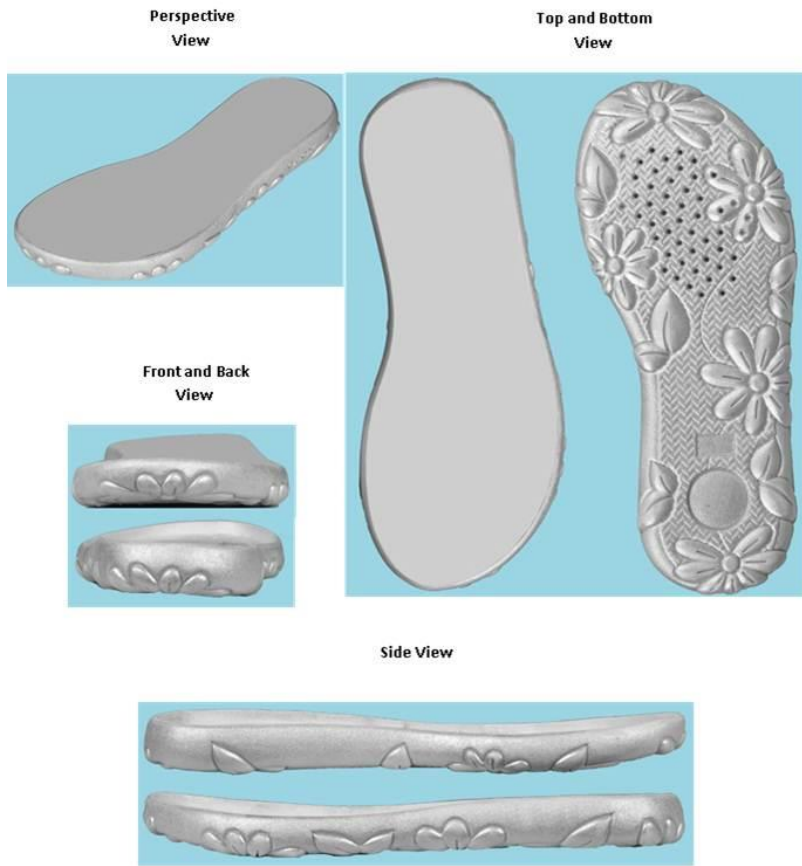 Perspective
View
Top and Bottom
View
Front and Back
View
Side View